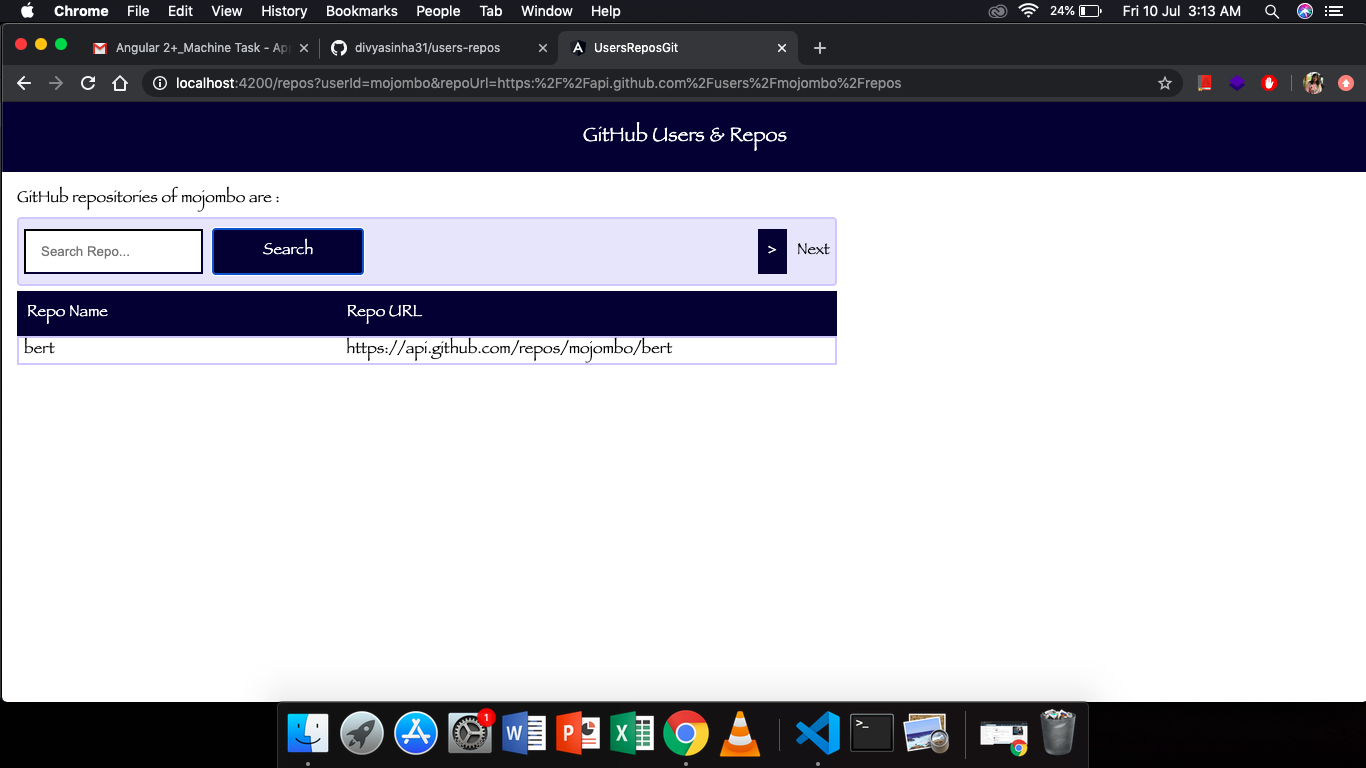 Chrome File Edit View History Bookmarks People Tab Window Help 24% Fri 10 Jul 3:13 AM
Angular 2+_Machine Task - Ap divyasinha31/users-repos UsersReposGit
localhost:4200/repos?userId=mojombo&repoUrl=https:%2F%2Fapi.github.com%2Fusers%2Fmojombo%2Frepos
GitHub Users & Repos
GitHub repositories of mojombo are :
Search Repo... Search > Next
Repo Name Repo URL
bert https://api.github.com/repos/mojombo/bert
1
W P X >_